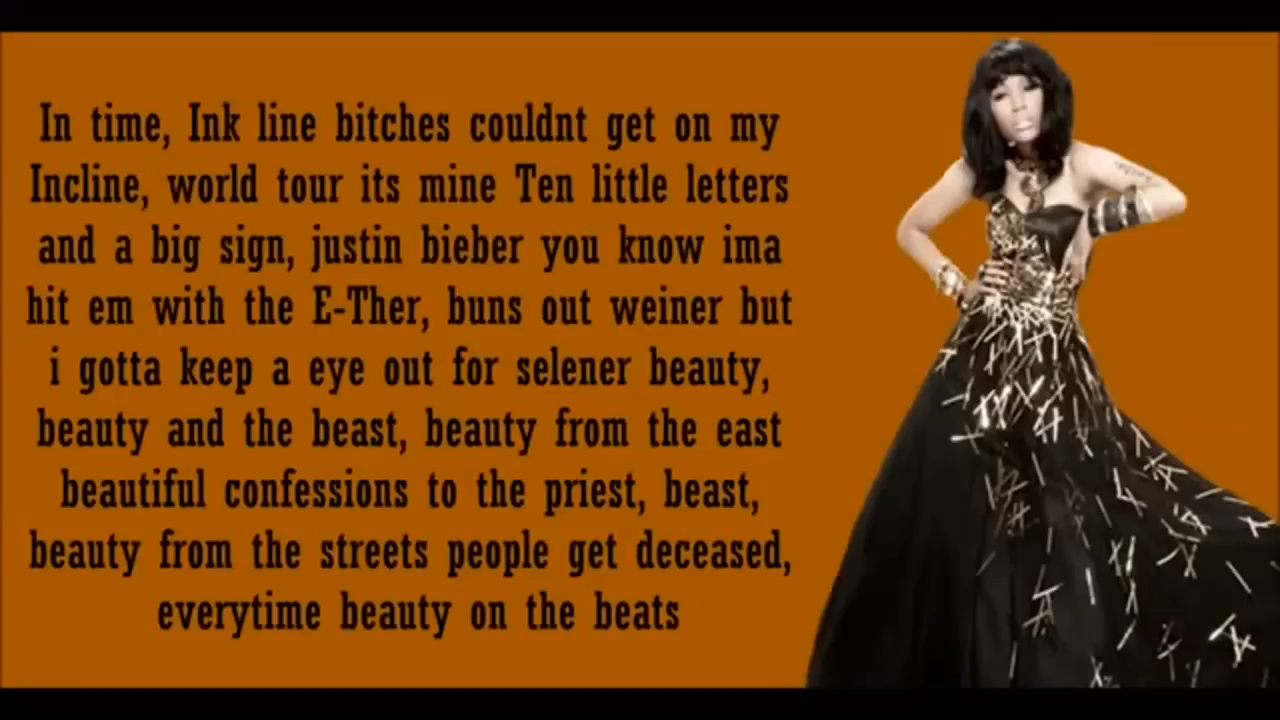 In time, Ink line bitches couldnt get on my
Incline, world tour its mine Ten little letters
and a big sign, justin bieber you know ima
hit em with the E-Ther, buns out weiner but
i gotta keep a eye out for selener beauty,
beauty and the beast, beauty from the east
beautiful confessions to the priest, beast,
beauty from the streets people get deceased,
everytime beauty on the beats